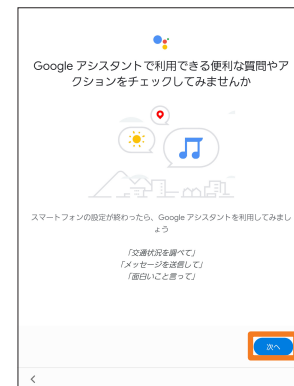 Google アシスタントで利用できる便利な質問やア
クションをチェックしてみませんか
スマートフォンの設定が終わったら、Google アシスタントを利用してみまし
ょう
「交通状況を調べて」
「メッセージを送信して」
「面白いこと言って」
次へ